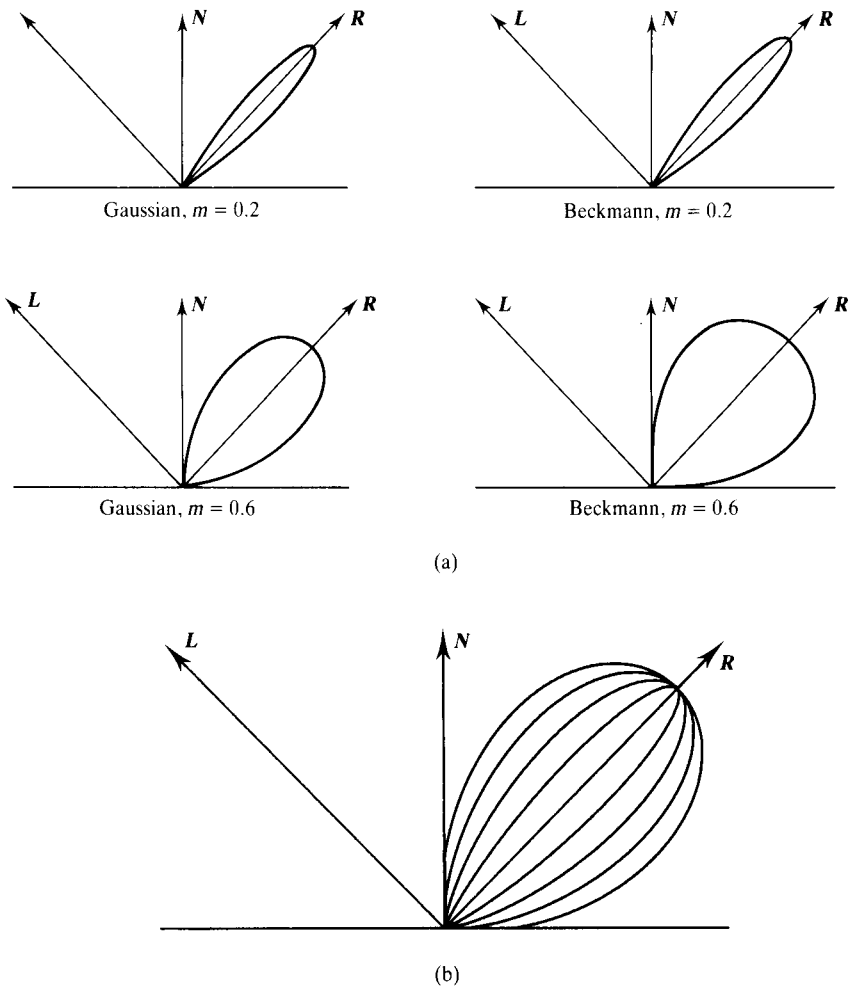 N R L N R
Gaussian, m = 0.2 Beckmann, m = 0.2
L N R L N R
Gaussian, m = 0.6 Beckmann, m = 0.6
(a)
L N R
(b)